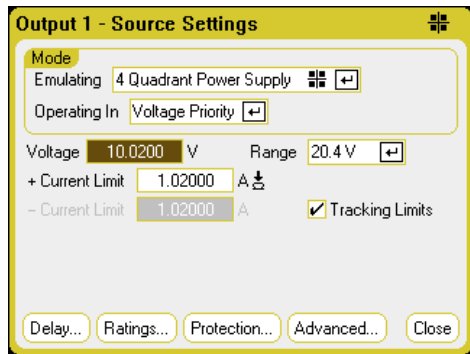 Output 1 - Source Settings
Mode
Emulating 4 Quadrant Power Supply
Operating In Voltage Priority
Voltage 10.0200 V Range 20.4 V
+ Current Limit 1.02000 A
– Current Limit 1.02000 A Tracking Limits
Delay... Ratings... Protection... Advanced... Close